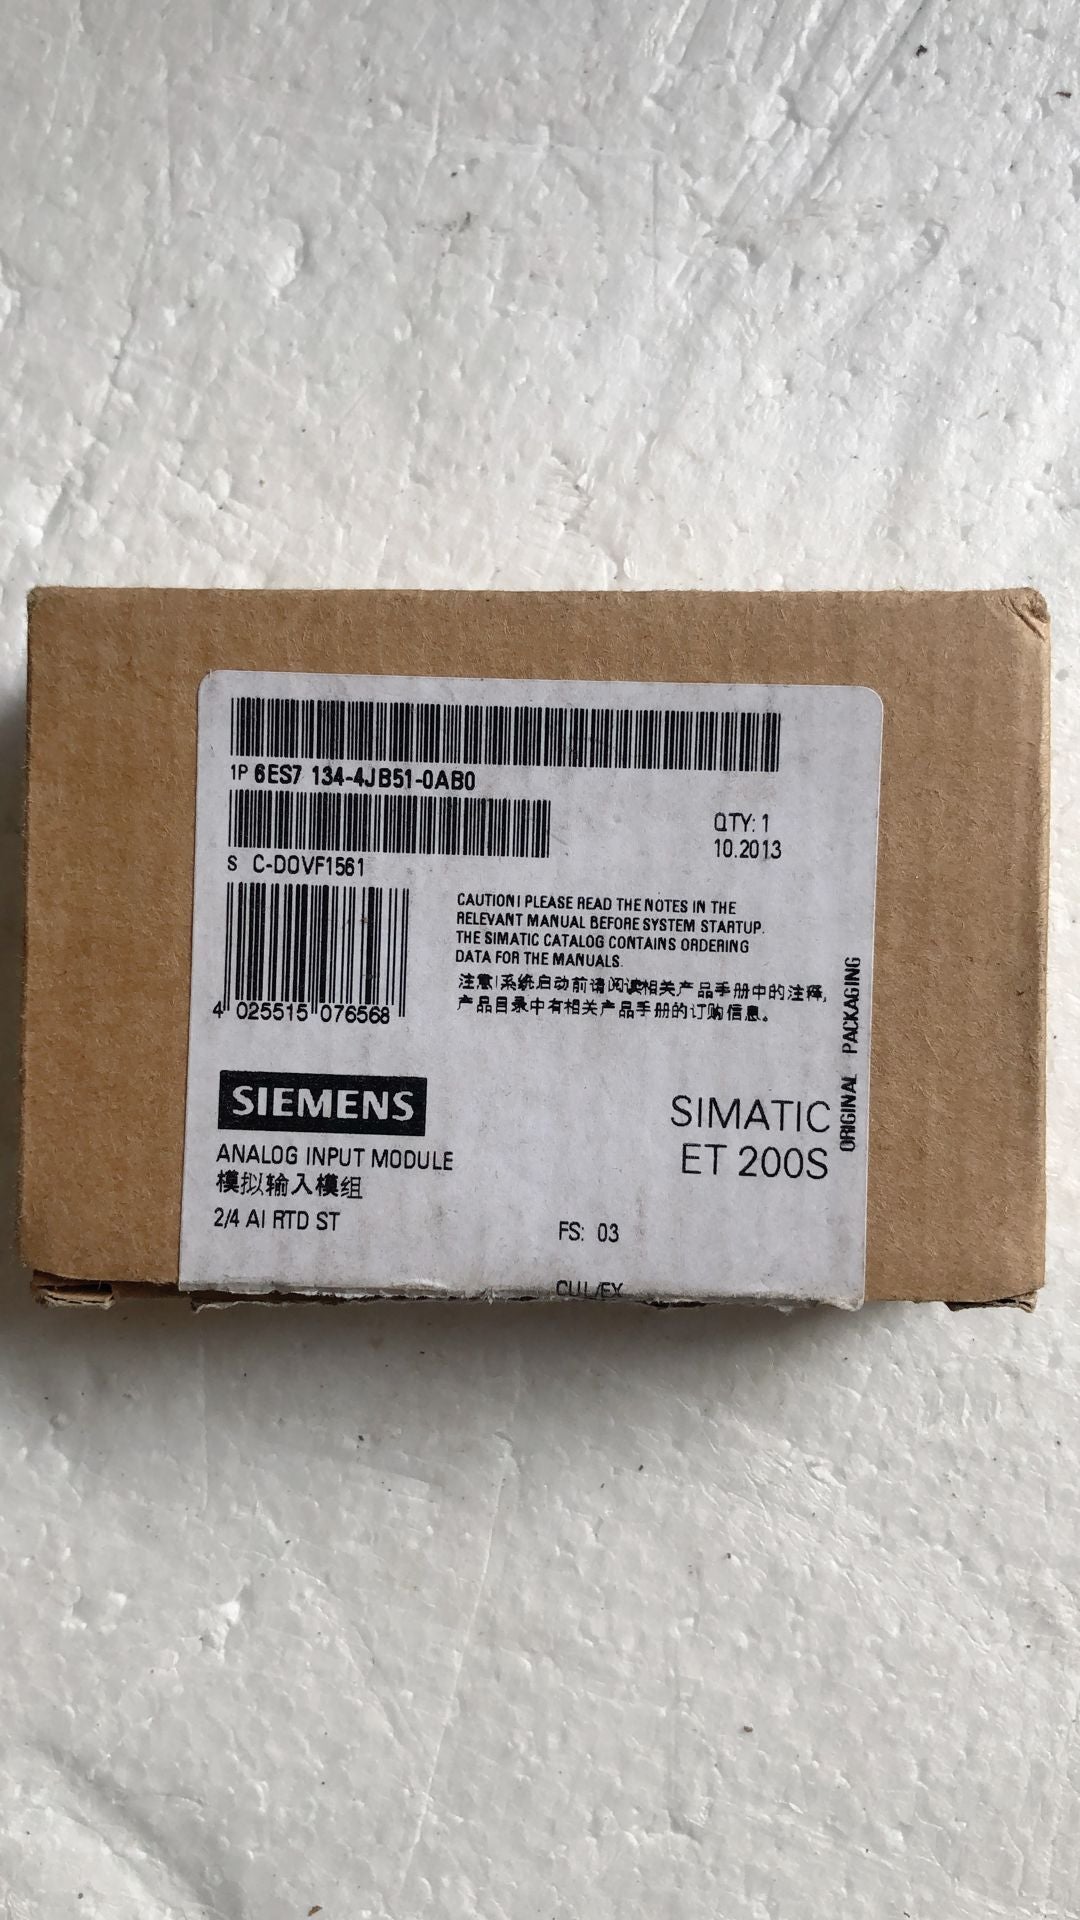 1P 6ES7 134-4JB51-0AB0
QTY: 1
10.2013
S C-D0VF1561
CAUTION! PLEASE READ THE NOTES IN THE
RELEVANT MANUAL BEFORE SYSTEM STARTUP.
THE SIMATIC CATALOG CONTAINS ORDERING
DATA FOR THE MANUALS.
注意!系统启动前请阅读相关产品手册中的注释,
产品目录中有相关产品手册的订购信息。
4 025515 076568
ORIGINAL PACKAGING
SIEMENS
SIMATIC
ET 200S
ANALOG INPUT MODULE
模拟输入模组
2/4 AI RTD ST
FS: 03
CUL/EX